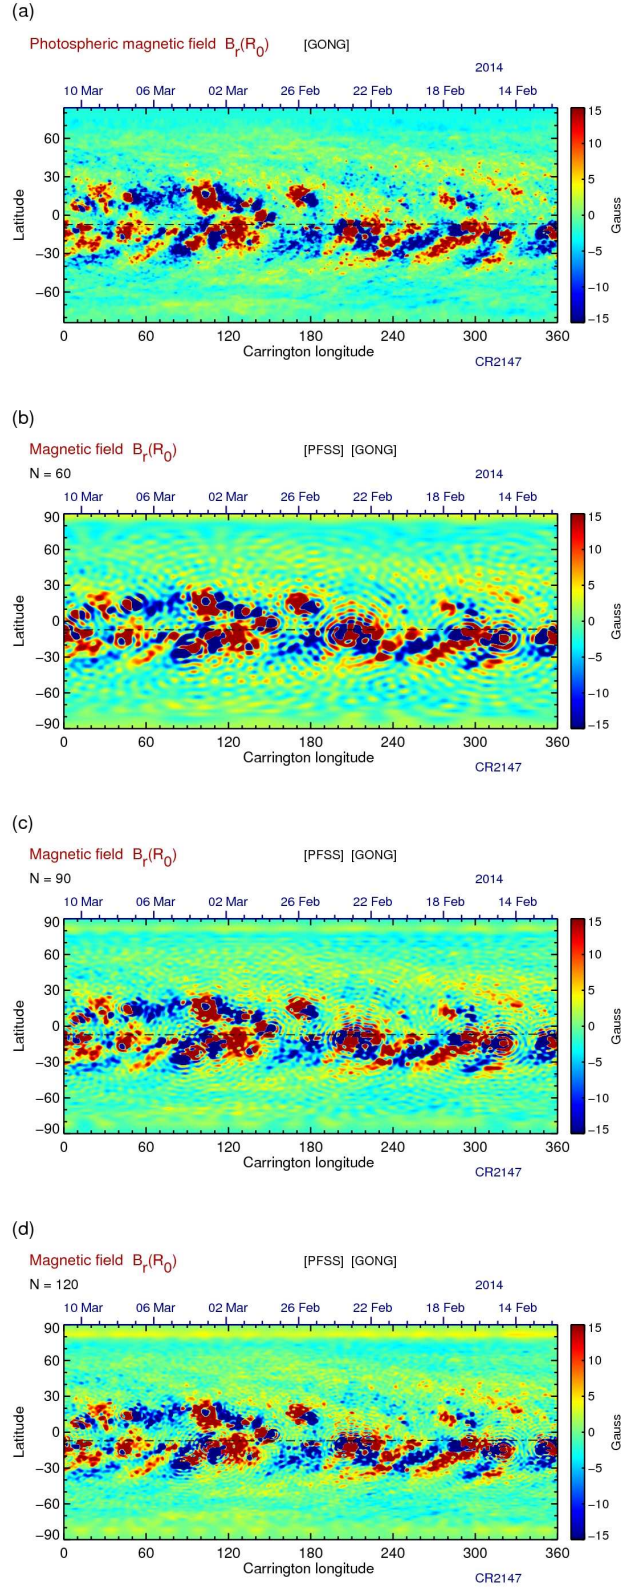 (a)
Photospheric magnetic field Br(R0) [GONG]
2014
10 Mar 06 Mar 02 Mar 26 Feb 22 Feb 18 Feb 14 Feb
60
30
0
−30
−60
Latitude
15
10
5
0
−5
−10
−15
Gauss
0 60 120 180 240 300 360
Carrington longitude
CR2147
(b)
Magnetic field Br(R0) [PFSS] [GONG]
N = 60
2014
10 Mar 06 Mar 02 Mar 26 Feb 22 Feb 18 Feb 14 Feb
90
60
30
0
−30
−60
−90
Latitude
15
10
5
0
−5
−10
−15
Gauss
0 60 120 180 240 300 360
Carrington longitude
CR2147
(c)
Magnetic field Br(R0) [PFSS] [GONG]
N = 90
2014
10 Mar 06 Mar 02 Mar 26 Feb 22 Feb 18 Feb 14 Feb
90
60
30
0
−30
−60
−90
Latitude
15
10
5
0
−5
−10
−15
Gauss
0 60 120 180 240 300 360
Carrington longitude
CR2147
(d)
Magnetic field Br(R0) [PFSS] [GONG]
N = 120
2014
10 Mar 06 Mar 02 Mar 26 Feb 22 Feb 18 Feb 14 Feb
90
60
30
0
−30
−60
−90
Latitude
15
10
5
0
−5
−10
−15
Gauss
0 60 120 180 240 300 360
Carrington longitude
CR2147